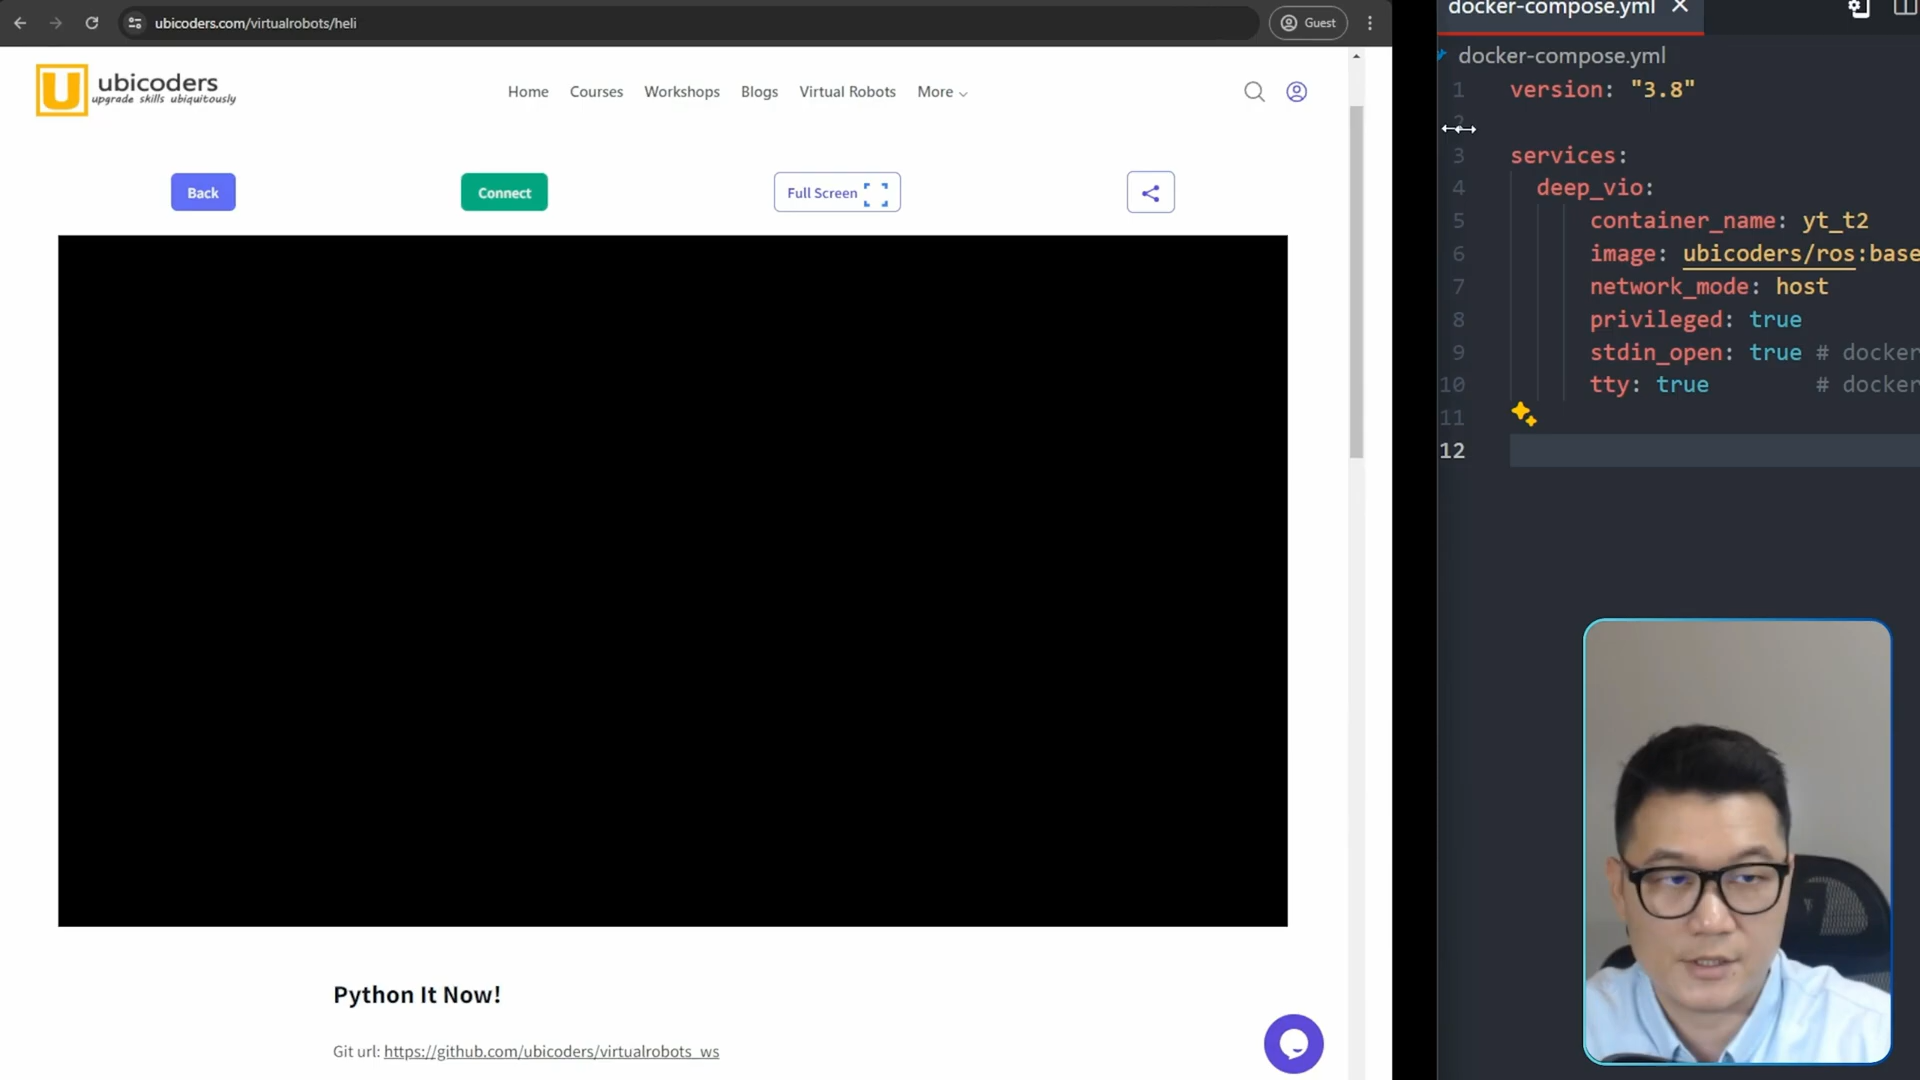 ubicoders.com/virtualrobots/heli
Guest
U ubicoders
upgrade skills ubiquitously
Home Courses Workshops Blogs Virtual Robots More
Back Connect Full Screen
Python It Now!
Git url: https://github.com/ubicoders/virtualrobots_ws
docker-compose.yml
docker-compose.yml
1 version: "3.8"
2
3 services:
4 deep_vio:
5 container_name: yt_t2
6 image: ubicoders/ros:base
7 network_mode: host
8 privileged: true
9 stdin_open: true # docker
10 tty: true # docker
11
12